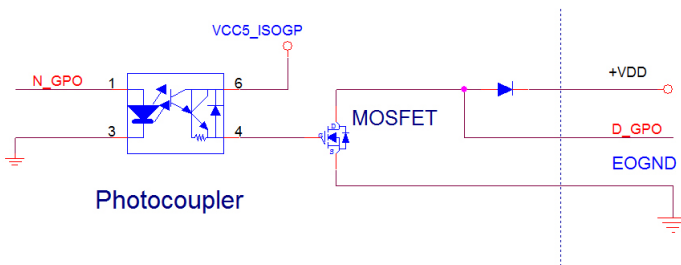 VCC5_ISOGP
N_GPO
1
6
+VDD
3
4
MOSFET
D
G
S
D_GPO
EOGND
Photocoupler